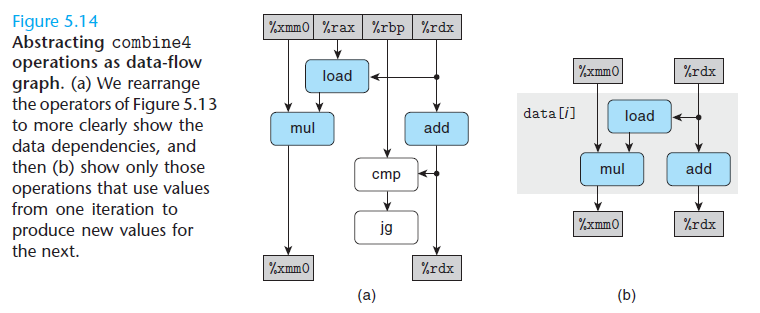 Figure 5.14
Abstracting combine4
operations as data-flow
graph. (a) We rearrange
the operators of Figure 5.13
to more clearly show the
data dependencies, and
then (b) show only those
operations that use values
from one iteration to
produce new values for
the next.
%xmm0 %rax %rbp %rdx
load
mul
add
cmp
jg
%xmm0 %rdx
(a)
%xmm0 %rdx
data[i]
load
mul
add
%xmm0 %rdx
(b)